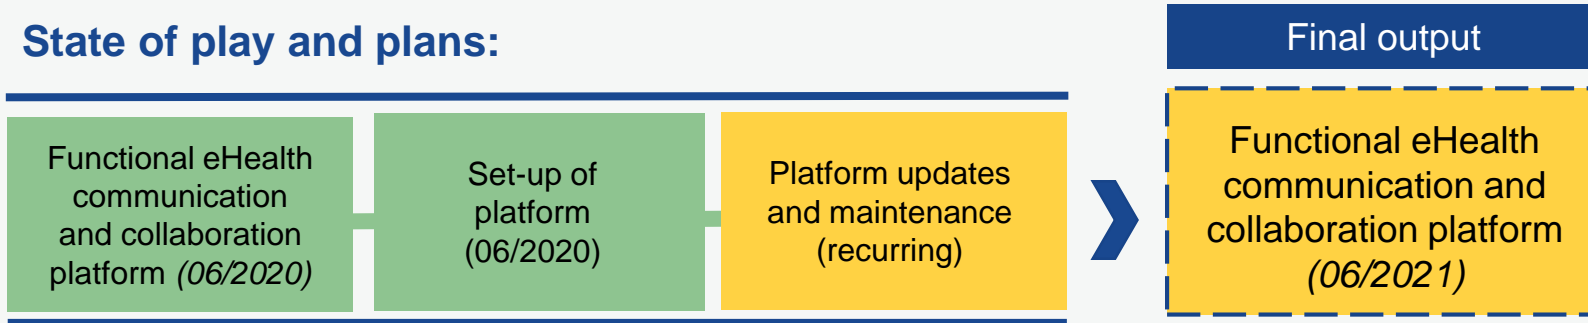 State of play and plans:
Final output
Functional eHealth
communication
and collaboration
platform (06/2020)
Set-up of
platform
(06/2020)
Platform updates
and maintenance
(recurring)
Functional eHealth
communication and
collaboration platform
(06/2021)